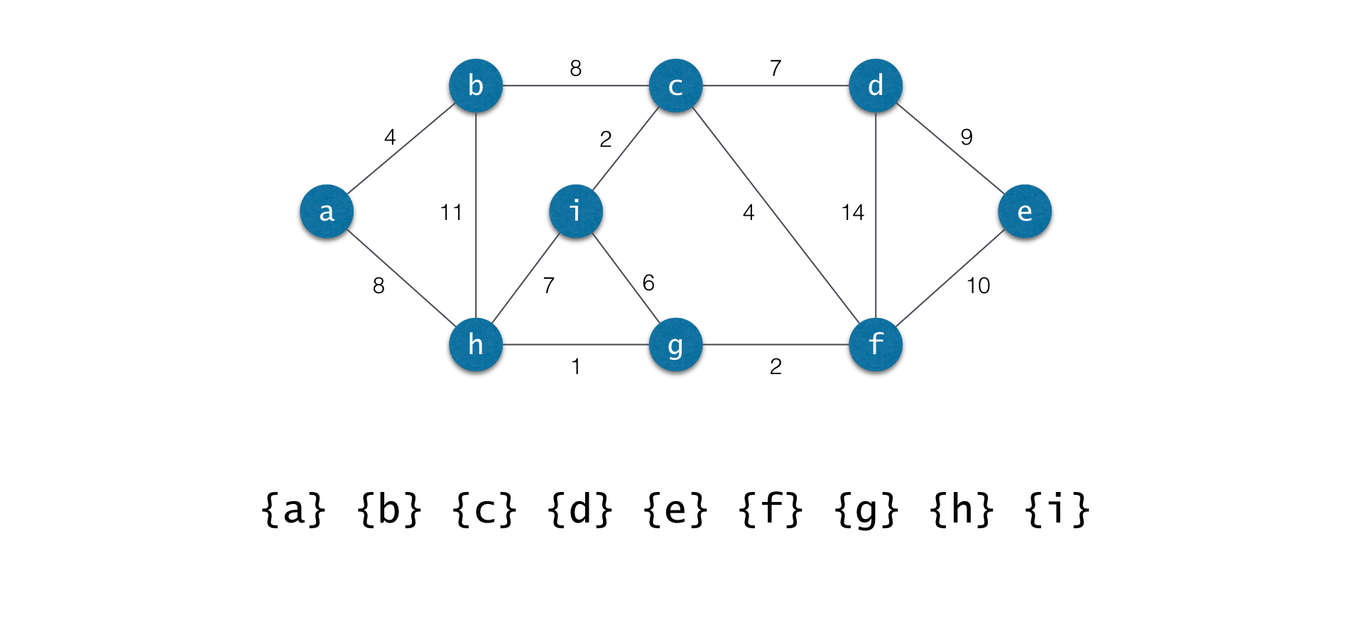 8 7
b c d
4 2 9
a 11 i 4 14 e
8 7 6 10
h g f
1 2
{a} {b} {c} {d} {e} {f} {g} {h} {i}